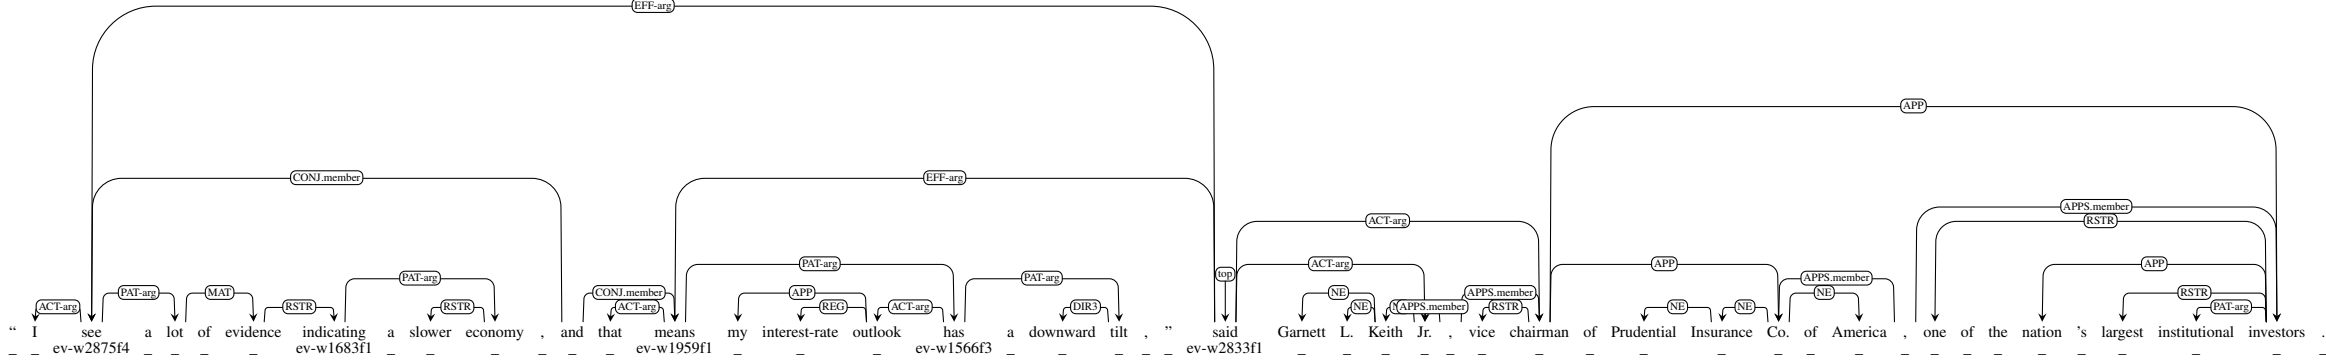 EFF-arg
APP
CONJ.member EFF-arg APPS.member
ACT-arg RSTR
PAT-arg ACT-arg APP APP
top
PAT-arg PAT-arg APPS.member
PAT-arg MAT CONJ.member APP NE APPS.member NE RSTR
ACT-arg RSTR RSTR ACT-arg REG ACT-arg DIR3 NE APPS.member RSTR NE NE PAT-arg
“ I see a lot of evidence indicating a slower economy , and that means my interest-rate outlook has a downward tilt , ” said Garnett L. Keith Jr. , vice chairman of Prudential Insurance Co. of America , one of the nation ’s largest institutional investors .
_ _ ev-w2875f4 _ _ _ _ ev-w1683f1 _ _ _ _ _ _ ev-w1959f1 _ _ _ ev-w1566f3 _ _ _ _ _ ev-w2833f1 _ _ _ _ _ _ _ _ _ _ _ _ _ _ _ _ _ _ _ _ _ _ _